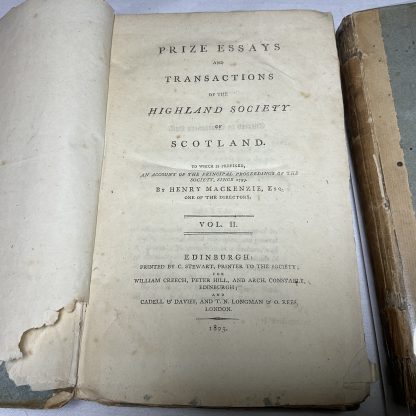 PRIZE ESSAYS
AND
TRANSACTIONS
OF THE
HIGHLAND SOCIETY
OF
SCOTLAND.
TO WHICH IS PREFIXED,
AN ACCOUNT OF THE PRINCIPAL PROCEEDINGS OF THE
SOCIETY, SINCE 1799.
BY HENRY MACKENZIE, ESQ;
ONE OF THE DIRECTORS.
VOL. II.
EDINBURGH:
PRINTED BY C. STEWART, PRINTER TO THE SOCIETY;
FOR
WILLIAM CREECH, PETER HILL, AND ARCH. CONSTABLE,
EDINBURGH;
AND
CADELL & DAVIES, AND T. N. LONGMAN & O. REES,
LONDON.
1803.